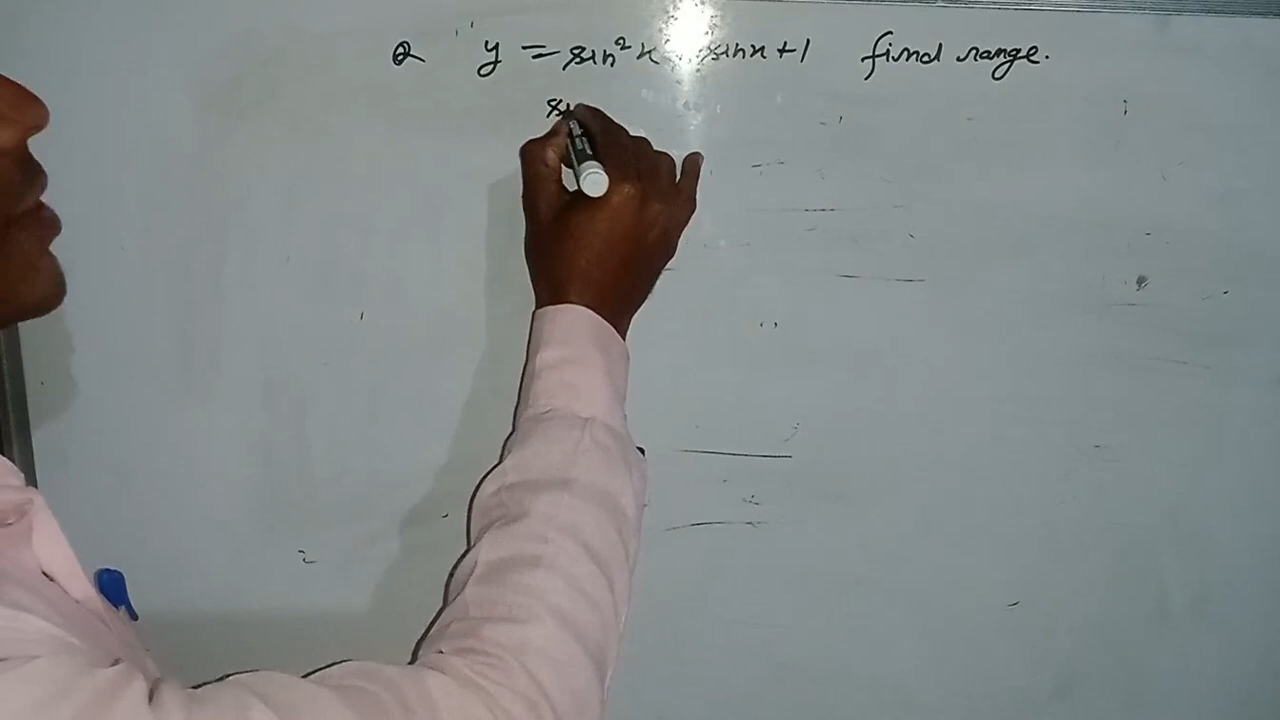 Q y = sin²x sinx+1 find range.